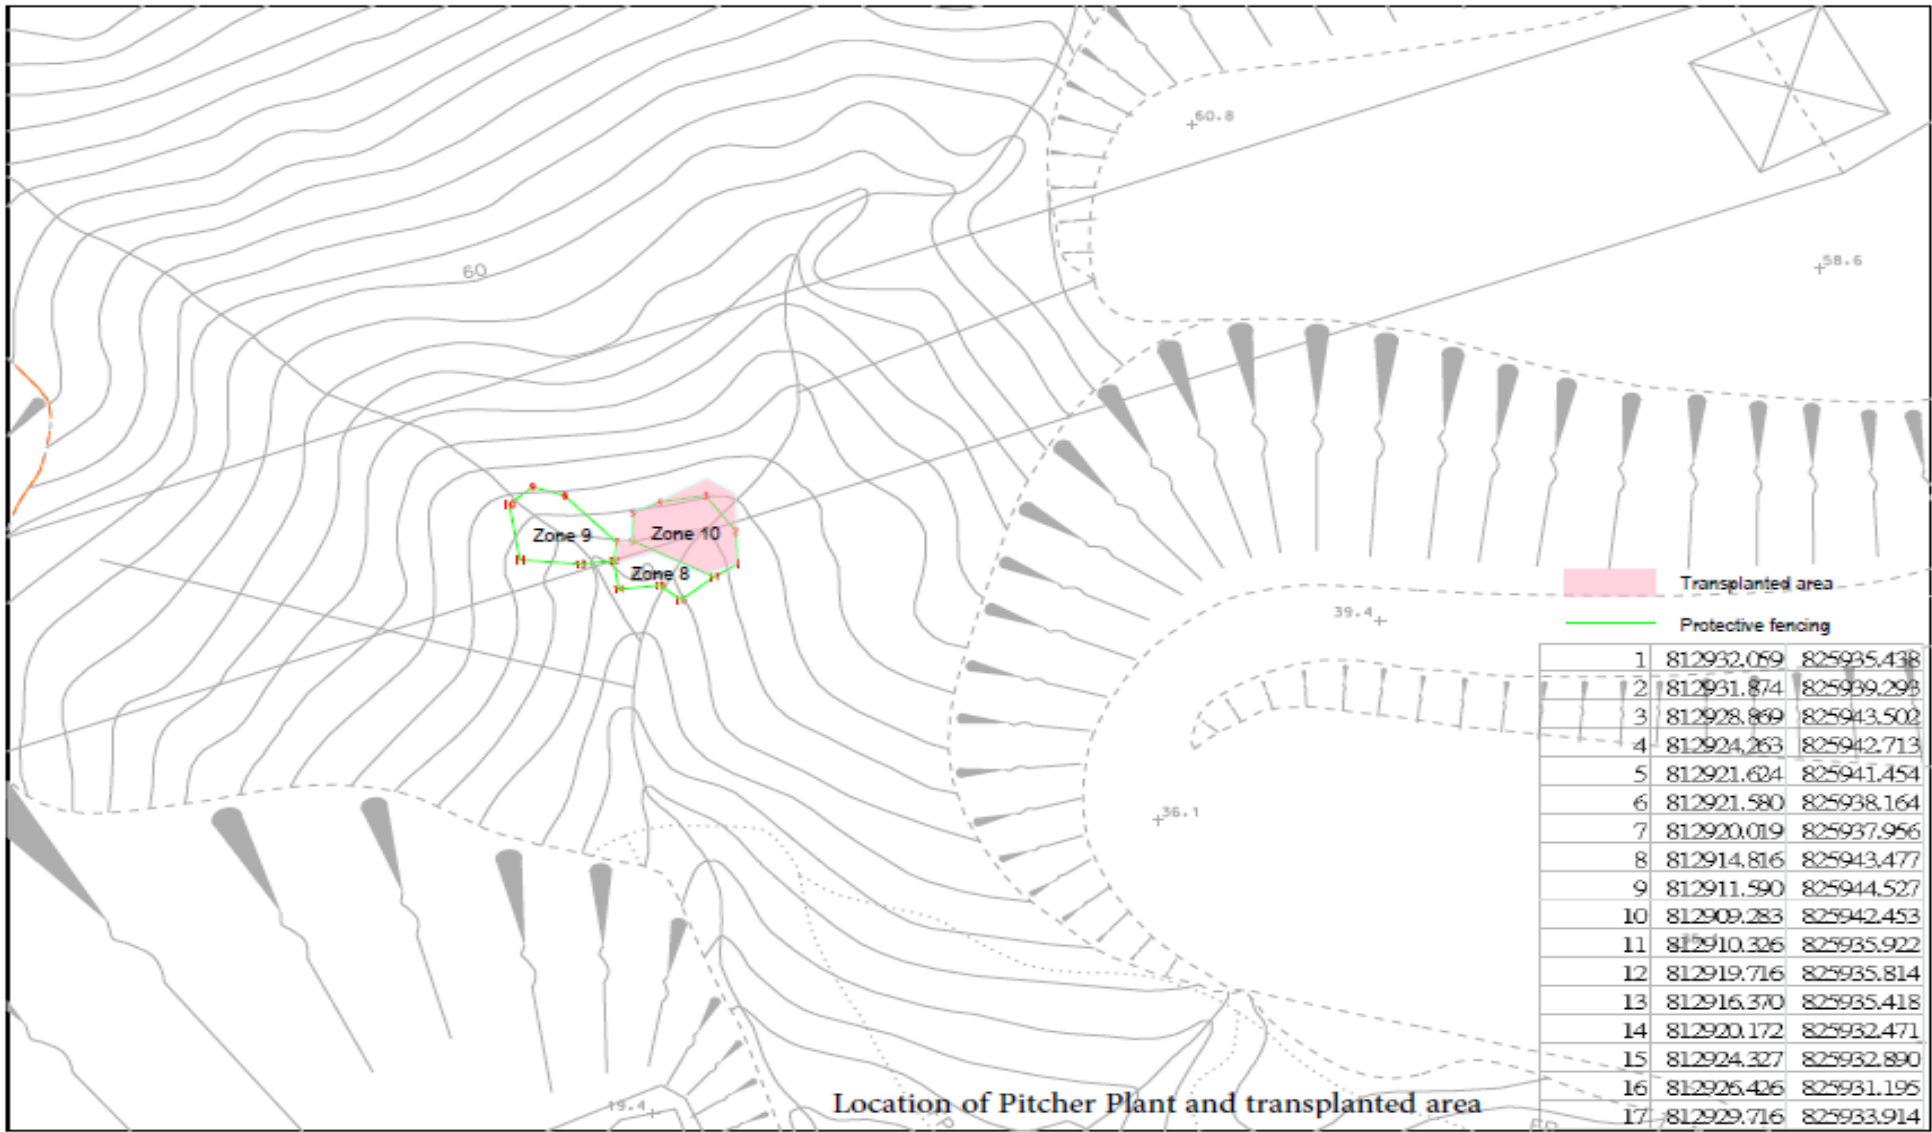 60.8
58.6
60
Zone 9
Zone 10
Zone 8
Transplanted area
39.4
Protective fencing
36.1
1 812932.059 825935.438
2 812931.874 825939.293
3 812928.869 825943.502
4 812924.263 825942.713
5 812921.624 825941.454
6 812921.580 825938.164
7 812920.019 825937.956
8 812914.816 825943.477
9 812911.590 825944.527
10 812909.283 825942.453
11 812910.326 825935.922
12 812919.716 825935.814
13 812916.370 825935.418
14 812920.172 825932.471
15 812924.327 825932.890
16 812926.426 825931.195
17 812929.716 825933.914
19.4
Location of Pitcher Plant and transplanted area